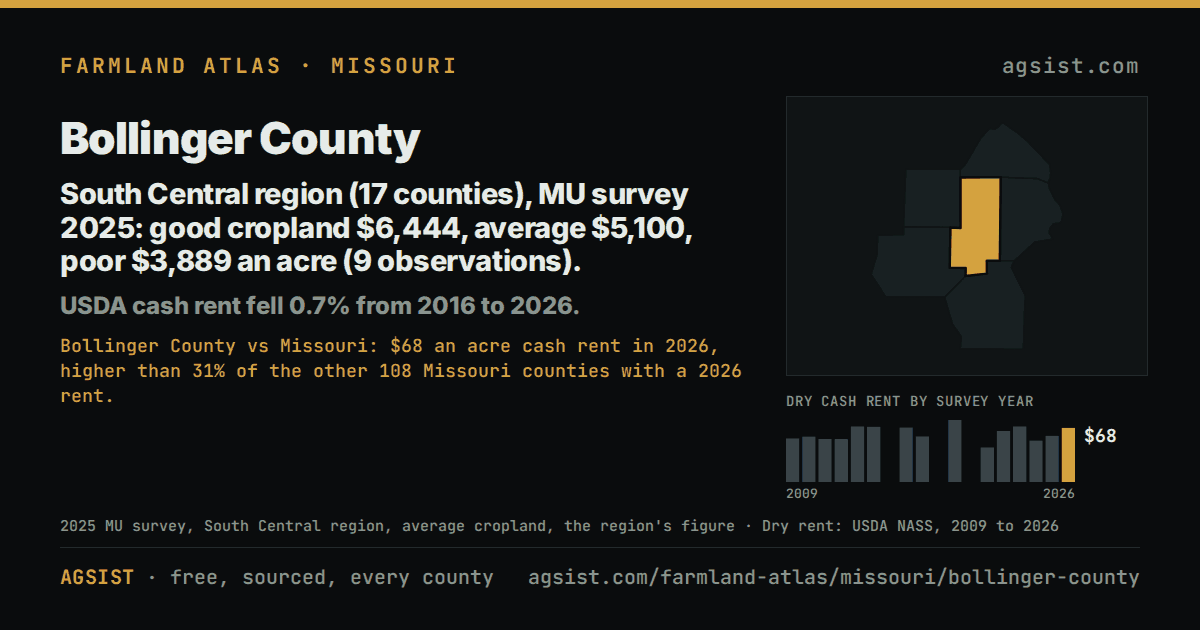 FARMLAND ATLAS · MISSOURI
agsist.com
Bollinger County
South Central region (17 counties), MU survey
2025: good cropland $6,444, average $5,100,
poor $3,889 an acre (9 observations).
USDA cash rent fell 0.7% from 2016 to 2026.
Bollinger County vs Missouri: $68 an acre cash rent in 2026,
higher than 31% of the other 108 Missouri counties with a 2026
rent.
DRY CASH RENT BY SURVEY YEAR
$68
2009 2026
2025 MU survey, South Central region, average cropland, the region's figure · Dry rent: USDA NASS, 2009 to 2026
AGSIST · free, sourced, every county agsist.com/farmland-atlas/missouri/bollinger-county